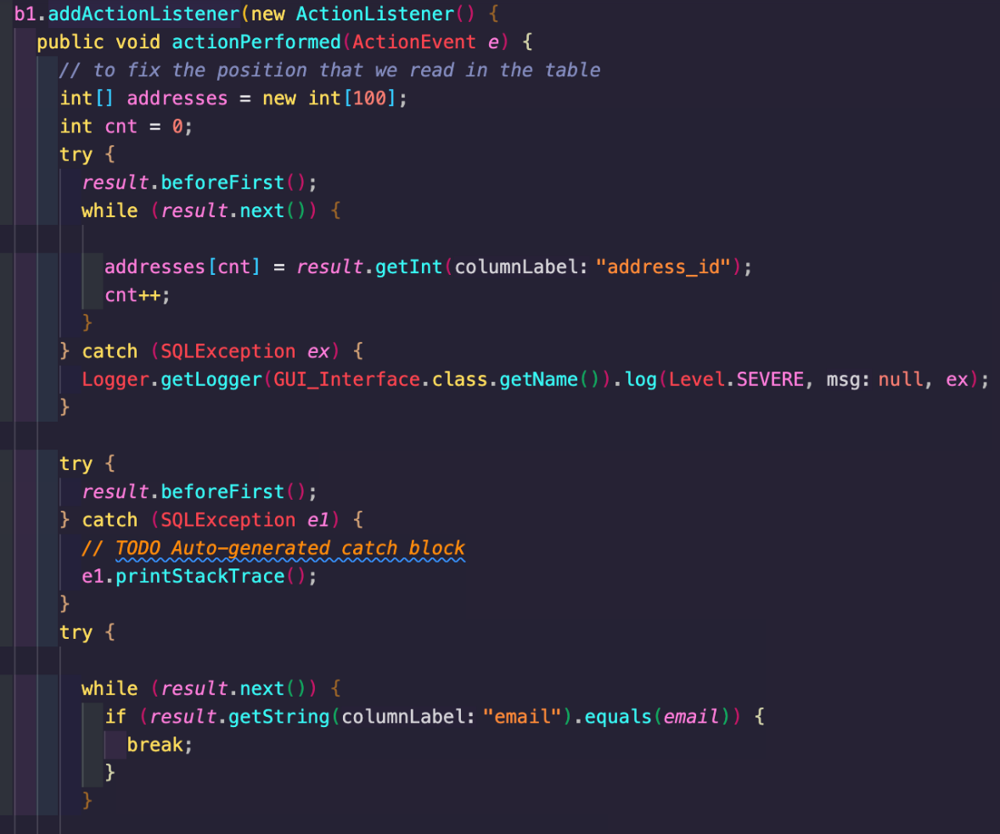 b1.addActionListener(new ActionListener() {
public void actionPerformed(ActionEvent e) {
// to fix the position that we read in the table
int[] addresses = new int[100];
int cnt = 0;
try {
result.beforeFirst();
while (result.next()) {
addresses[cnt] = result.getInt(columnLabel: "address_id");
cnt++;
}
} catch (SQLException ex) {
Logger.getLogger(GUI_Interface.class.getName()).log(Level.SEVERE, msg: null, ex);
}
try {
result.beforeFirst();
} catch (SQLException e1) {
// TODO Auto-generated catch block
e1.printStackTrace();
}
try {
while (result.next()) {
if (result.getString(columnLabel: "email").equals(email)) {
break;
}
}